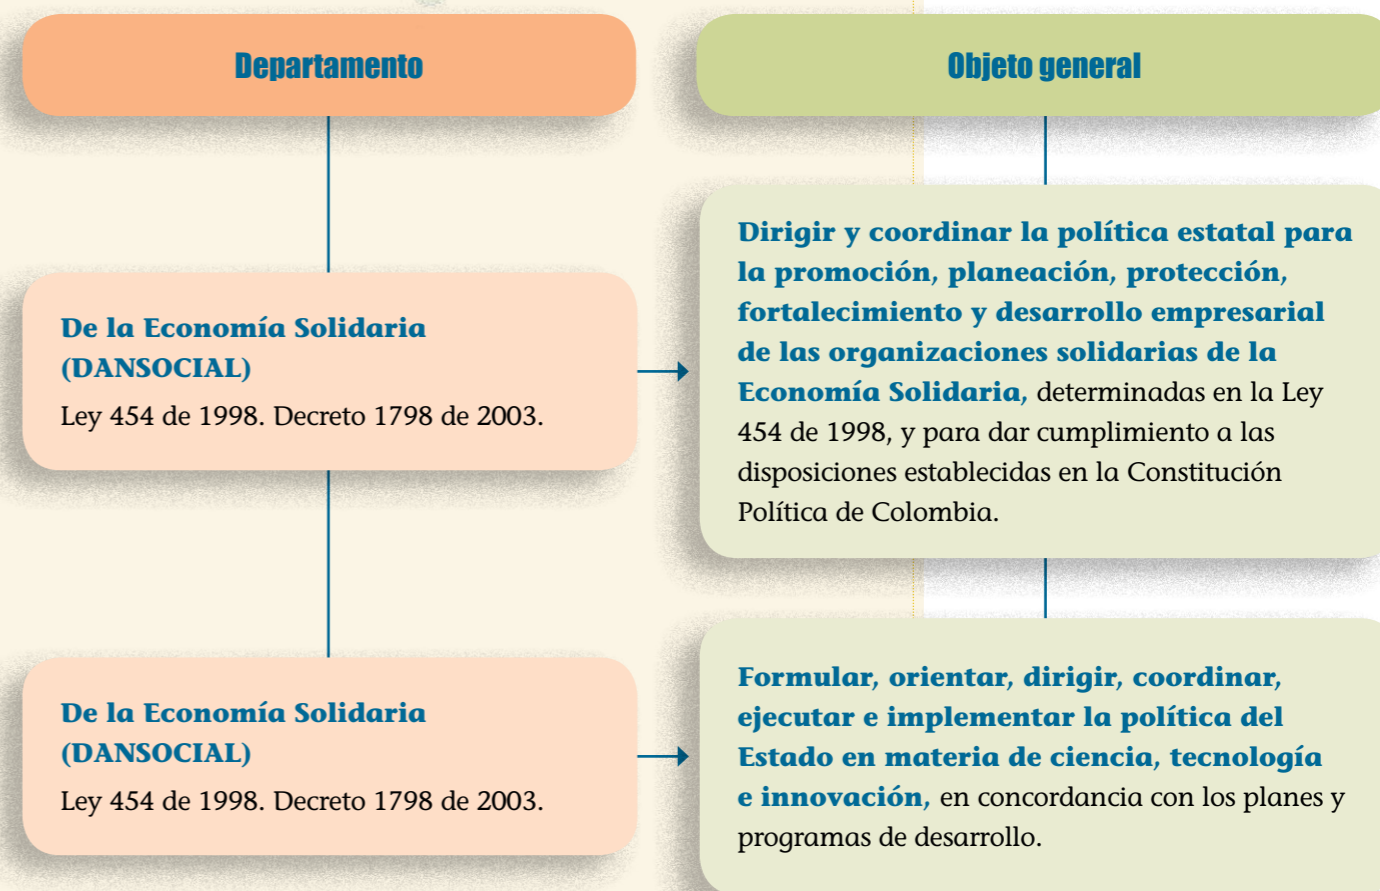 Departamento
Objeto general
De la Economía Solidaria
(DANSOCIAL)
Ley 454 de 1998. Decreto 1798 de 2003.
Dirigir y coordinar la política estatal para
la promoción, planeación, protección,
fortalecimiento y desarrollo empresarial
de las organizaciones solidarias de la
Economía Solidaria, determinadas en la Ley
454 de 1998, y para dar cumplimiento a las
disposiciones establecidas en la Constitución
Política de Colombia.
De la Economía Solidaria
(DANSOCIAL)
Ley 454 de 1998. Decreto 1798 de 2003.
Formular, orientar, dirigir, coordinar,
ejecutar e implementar la política del
Estado en materia de ciencia, tecnología
e innovación, en concordancia con los planes y
programas de desarrollo.